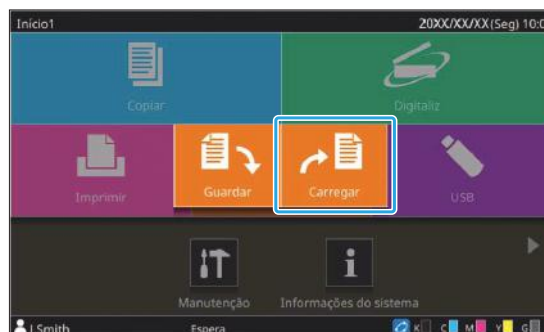 Início1 20XX/XX/XX(Seg) 10:0
Copiar Digitaliz
Imprimir Guardar Carregar USB
Manutenção Informações do sistema
J Smith Espera K C M Y G